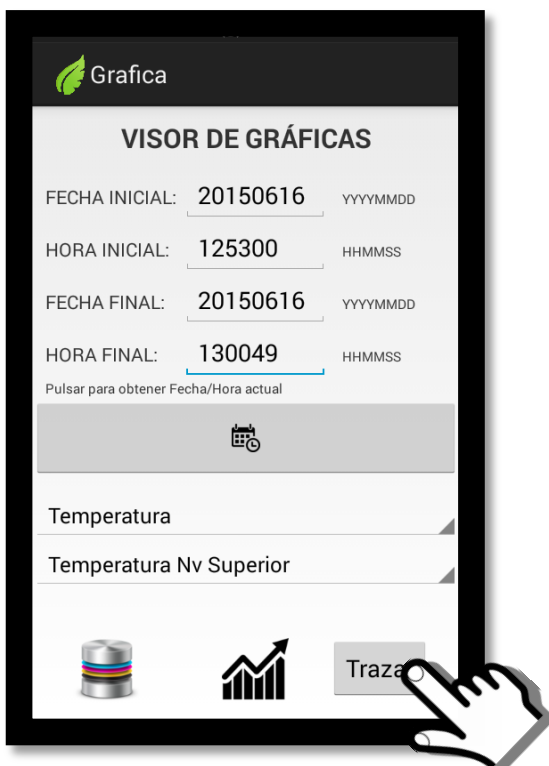 Grafica
VISOR DE GRÁFICAS
FECHA INICIAL: 20150616 YYYYMMDD
HORA INICIAL: 125300 HHMMSS
FECHA FINAL: 20150616 YYYYMMDD
HORA FINAL: 130049 HHMMSS
Pulsar para obtener Fecha/Hora actual
Temperatura
Temperatura Nv Superior
Traza